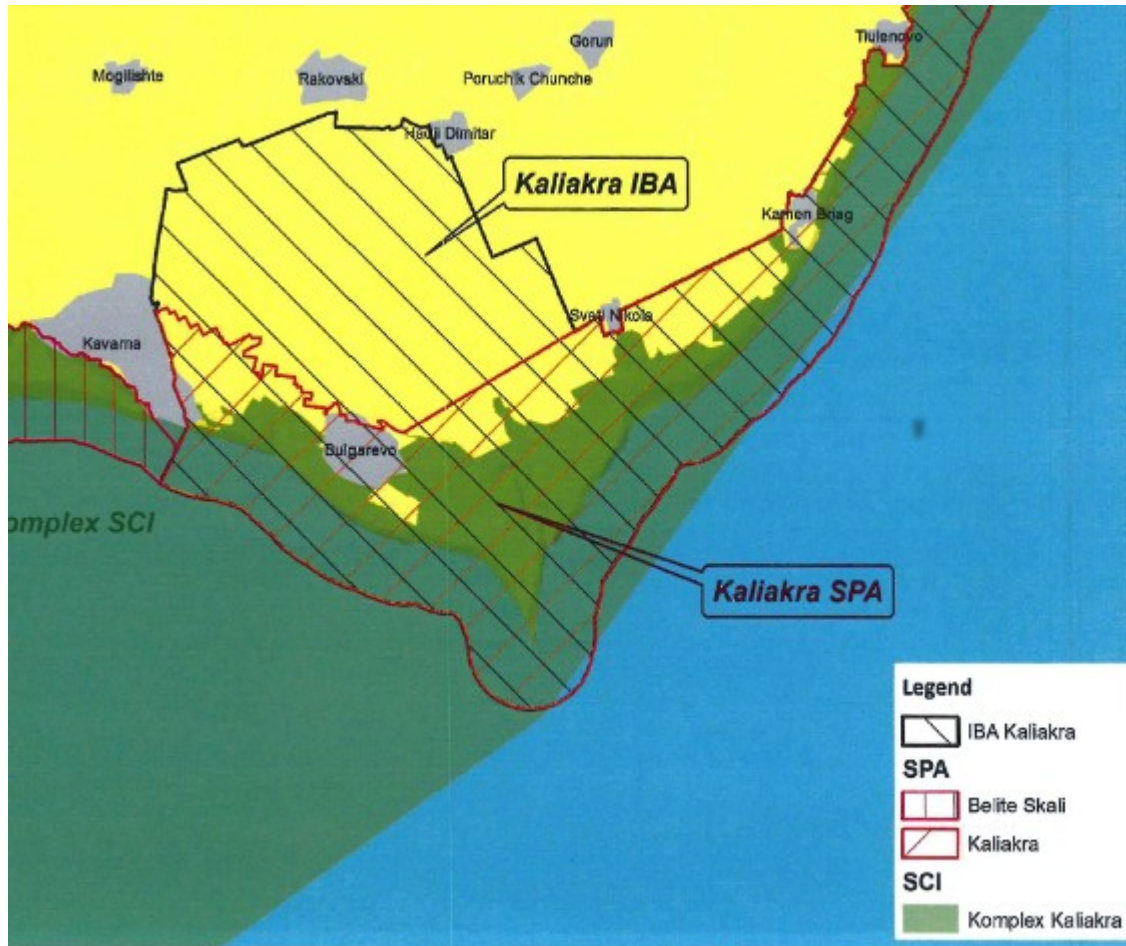 Gorun
Tiulenovo
Mogilishte
Rakovski
Poruchik Chunche
Hadji Dimitar
Kaliakra IBA
Kamen Briag
Sveti Nikola
Kavarna
Bulgarevo
omplex SCI
Kaliakra SPA
Legend
IBA Kaliakra
SPA
Belite Skali
Kaliakra
SCI
Komplex Kaliakra